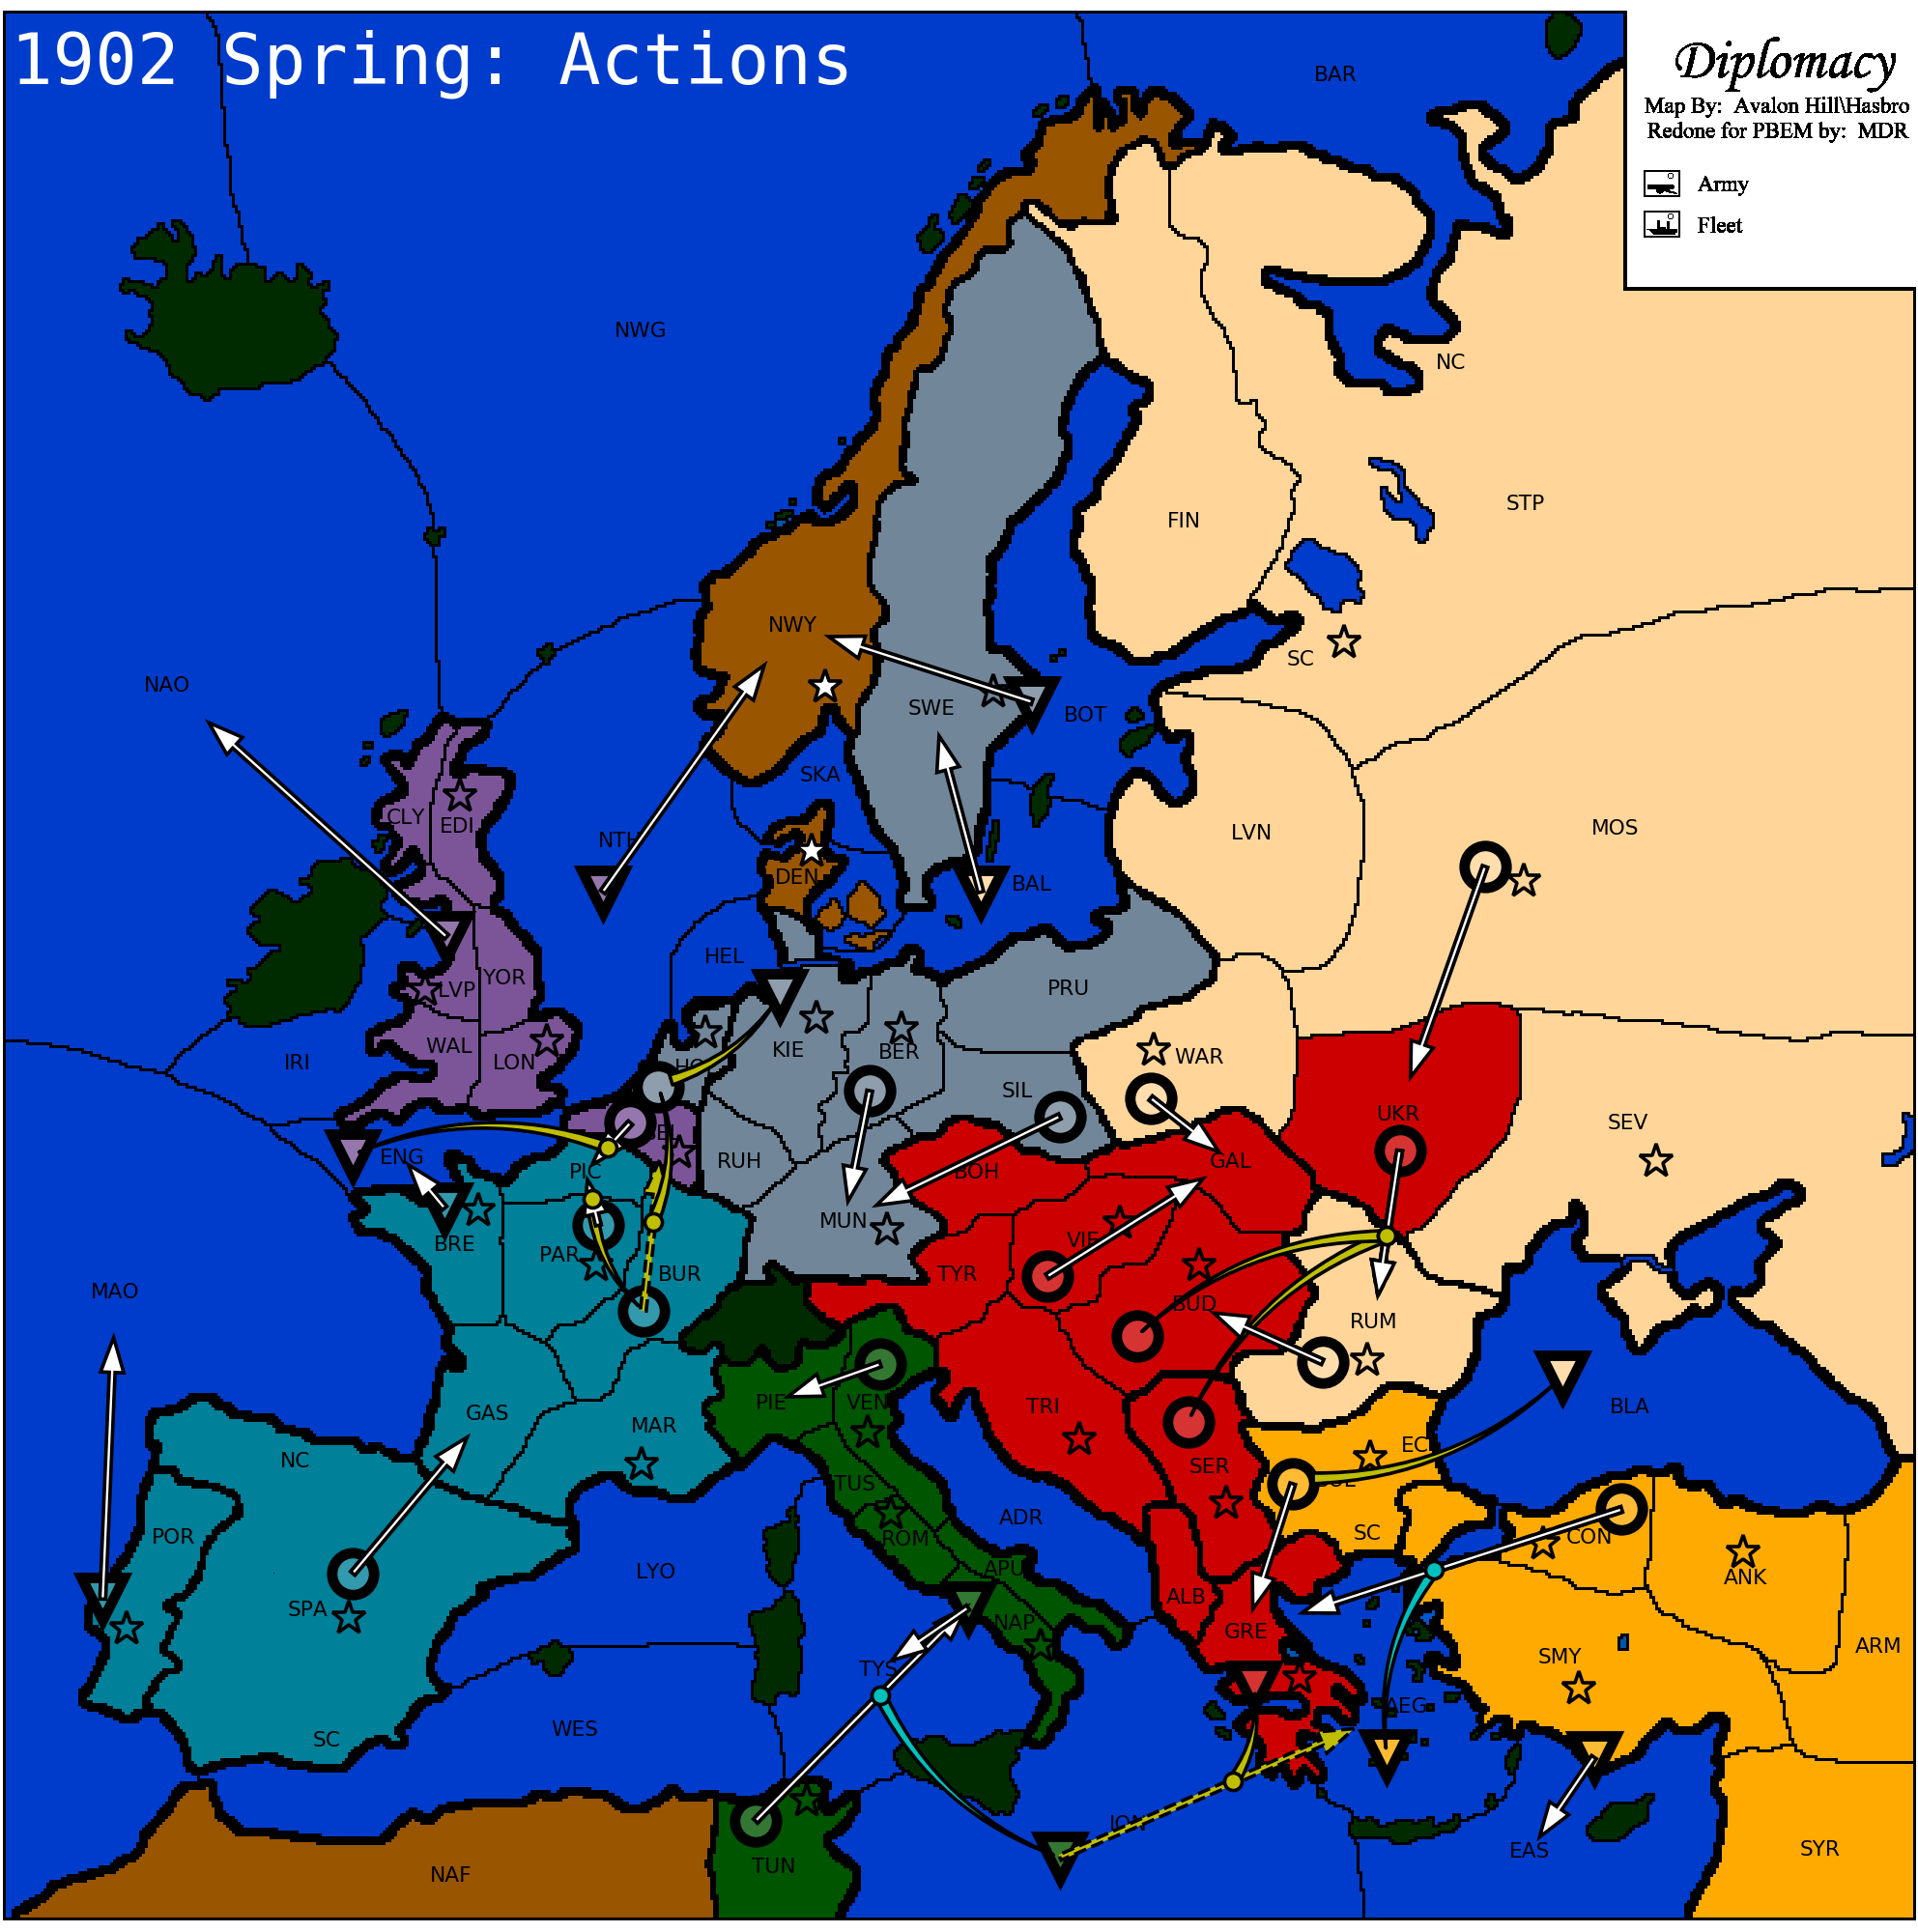 1902 Spring: Actions
Diplomacy
Map By: Avalon Hill\Hasbro
Redone for PBEM by: MDR
Army
Fleet
BAR
NWG
NC
STP
FIN
NWY
SC
NAO
SWE
BOT
SKA
CLY
EDI
NTH
LVN
MOS
DEN
BAL
HEL
YOR
LVP
PRU
WAL
LON
IRI
KIE
BER
WAR
SIL
UKR
SEV
ENG
PIC
RUH
BOH
GAL
MUN
BRE
PAR
BUR
VIE
TYR
MAO
BUD
RUM
GAS
MAR
PIE
VEN
TRI
BLA
NC
SER
EC
TUS
POR
ROM
ADR
SC
CON
LYO
APU
ANK
SPA
ALB
NAP
GRE
ARM
TYS
SMY
SC
WES
AEG
ION
EAS
SYR
NAF
TUN